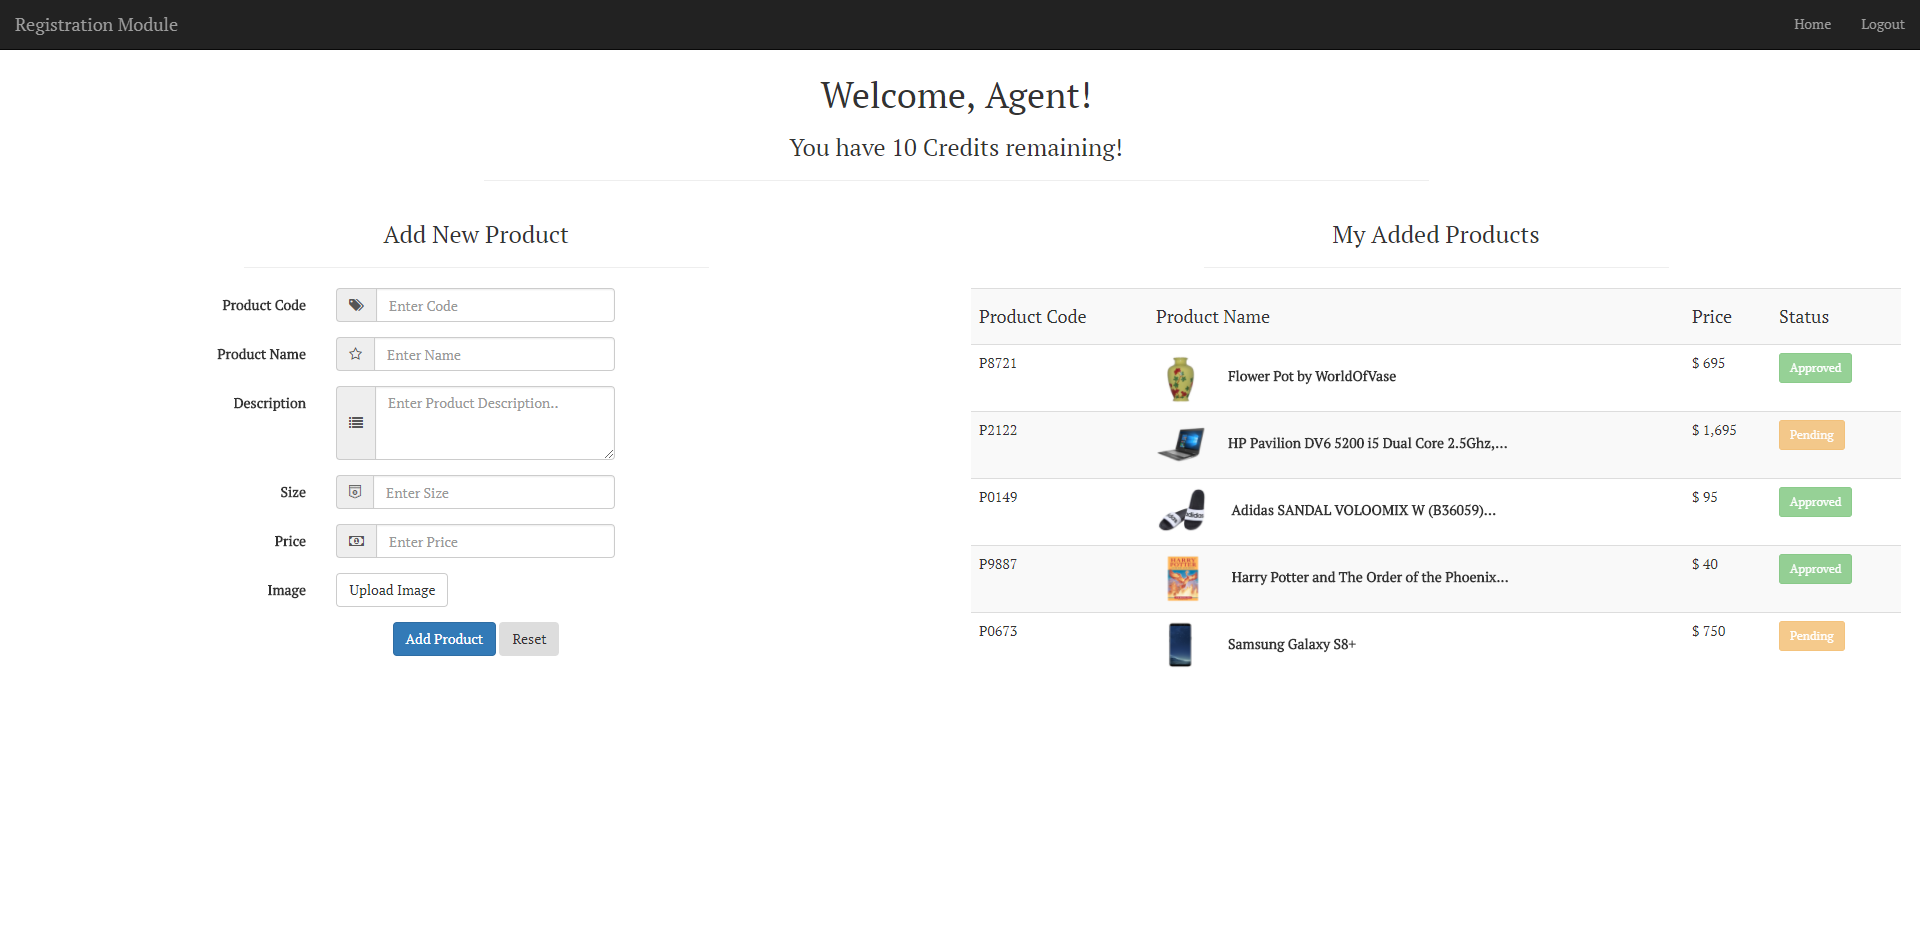 Registration Module Home Logout
Welcome, Agent!
You have 10 Credits remaining!
Add New Product
Product Code Enter Code
Product Name Enter Name
Description Enter Product Description..
Size Enter Size
Price Enter Price
Image Upload Image
Add Product Reset
My Added Products
Product Code Product Name Price Status
P8721 Flower Pot by WorldOfVase $ 695 Approved
P2122 HP Pavilion DV6 5200 i5 Dual Core 2.5Ghz,... $ 1,695 Pending
P0149 adidas Adidas SANDAL VOLOOMIX W (B36059)... $ 95 Approved
P9887 HARRY POTTER Harry Potter and The Order of the Phoenix... $ 40 Approved
P0673 Samsung Galaxy S8+ $ 750 Pending